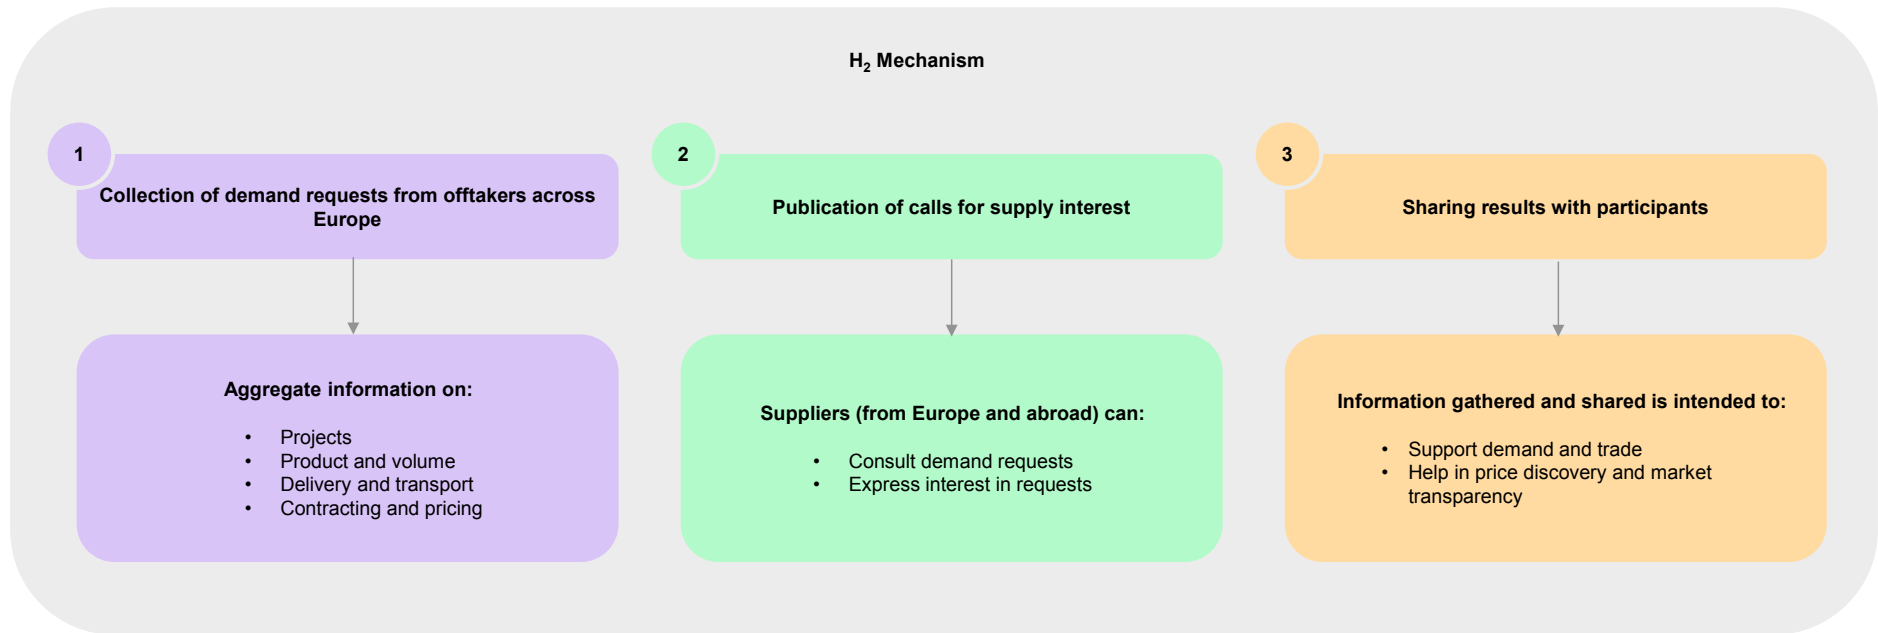 H₂ Mechanism
1
Collection of demand requests from offtakers across
Europe
Aggregate information on:
• Projects
• Product and volume
• Delivery and transport
• Contracting and pricing
2
Publication of calls for supply interest
Suppliers (from Europe and abroad) can:
• Consult demand requests
• Express interest in requests
3
Sharing results with participants
Information gathered and shared is intended to:
• Support demand and trade
• Help in price discovery and market
transparency